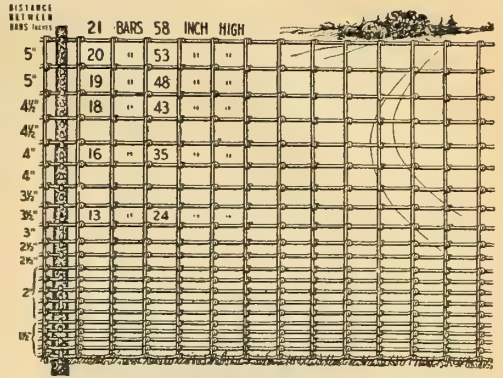 DISTANCE
BETWEEN
BARS INCHES
21 BARS 58 INCH HIGH
5" 20 " 53 " "
5" 19 " 48 " "
4½" 18 " 43 " "
4½"
4" 16 " 35 " "
4"
3½"
3½" 13 " 24 " "
3"
2½"
2½"
2"
1½"